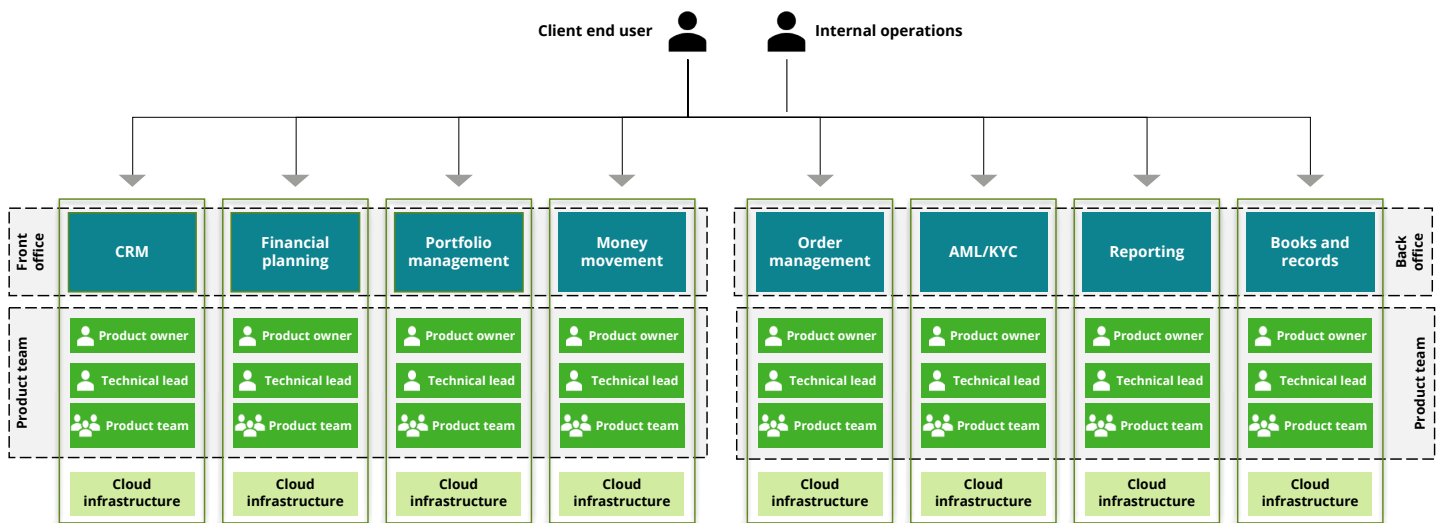 Client end user
Internal operations
Front
office
CRM
Financial
planning
Portfolio
management
Money
movement
Order
management
AML/KYC
Reporting
Books and
records
Back
office
Product team
Product owner
Product owner
Product owner
Product owner
Product owner
Product owner
Product owner
Product owner
Technical lead
Technical lead
Technical lead
Technical lead
Technical lead
Technical lead
Technical lead
Technical lead
Product team
Product team
Product team
Product team
Product team
Product team
Product team
Product team
Product team
Cloud
infrastructure
Cloud
infrastructure
Cloud
infrastructure
Cloud
infrastructure
Cloud
infrastructure
Cloud
infrastructure
Cloud
infrastructure
Cloud
infrastructure